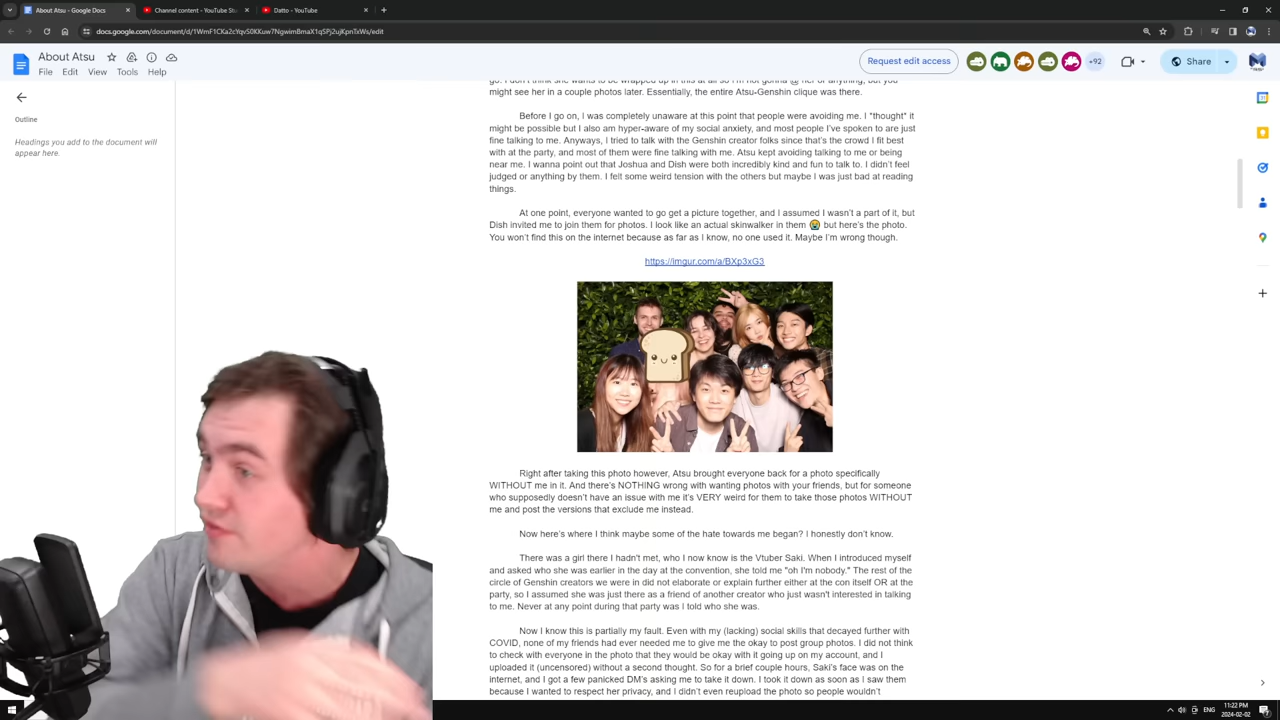 About Atsu - Google Docs
Channel content - YouTube Stu
Datto - YouTube
docs.google.com/document/d/1WmF1CXa2cYqvS0KKuw7NgwimBmaX1qSPj2ujKpnTxWs/edit
About Atsu
File Edit View Tools Help
Request edit access
+92
Share
Outline
Headings you add to the document will
appear here.
go. I don't think she wants to be wrapped up in this at all so I'm not gonna @ her or anything, but you
might see her in a couple photos later. Essentially, the entire Atsu-Genshin clique was there.
Before I go on, I was completely unaware at this point that people were avoiding me. I *thought* it
might be possible but I also am hyper-aware of my social anxiety, and most people I've spoken to are just
fine talking to me. Anyways, I tried to talk with the Genshin creator folks since that's the crowd I fit best
with at the party, and most of them were fine talking with me. Atsu kept avoiding talking to me or being
near me. I wanna point out that Joshua and Dish were both incredibly kind and fun to talk to. I didn't feel
judged or anything by them. I felt some weird tension with the others but maybe I was just bad at reading
things.
At one point, everyone wanted to go get a picture together, and I assumed I wasn't a part of it, but
Dish invited me to join them for photos. I look like an actual skinwalker in them 😭 but here's the photo.
You won't find this on the internet because as far as I know, no one used it. Maybe I'm wrong though.
https://imgur.com/a/BXp3xG3
Right after taking this photo however, Atsu brought everyone back for a photo specifically
WITHOUT me in it. And there's NOTHING wrong with wanting photos with your friends, but for someone
who supposedly doesn't have an issue with me it's VERY weird for them to take those photos WITHOUT
me and post the versions that exclude me instead.
Now here's where I think maybe some of the hate towards me began? I honestly don't know.
There was a girl there I hadn't met, who I now know is the Vtuber Saki. When I introduced myself
and asked who she was earlier in the day at the convention, she told me "oh I'm nobody." The rest of the
circle of Genshin creators we were in did not elaborate or explain further either at the con itself OR at the
party, so I assumed she was just there as a friend of another creator who just wasn't interested in talking
to me. Never at any point during that party was I told who she was.
Now I know this is partially my fault. Even with my (lacking) social skills that decayed further with
COVID, none of my friends had ever needed me to give me the okay to post group photos. I did not think
to check with everyone in the photo that they would be okay with it going up on my account, and I
uploaded it (uncensored) without a second thought. So for a brief couple hours, Saki's face was on the
internet, and I got a few panicked DM's asking me to take it down. I took it down as soon as I saw them
because I wanted to respect her privacy, and I didn't even reupload the photo so people wouldn't
ENG
11:22 PM
2024-02-02